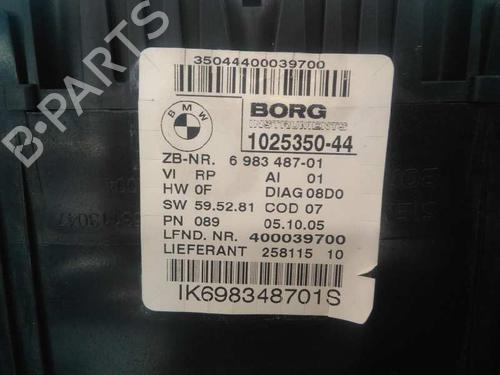 35044400039700
BMW
BORG
INSTRUMENTS
1025350-44
ZB-NR. 6 983 487-01
VI RP AI 01
HW 0F DIAG 08D0
SW 59.52.81 COD 07
PN 089 05.10.05
LFND. NR. 400039700
LIEFERANT 258115 10
IK698348701S
B-PARTS